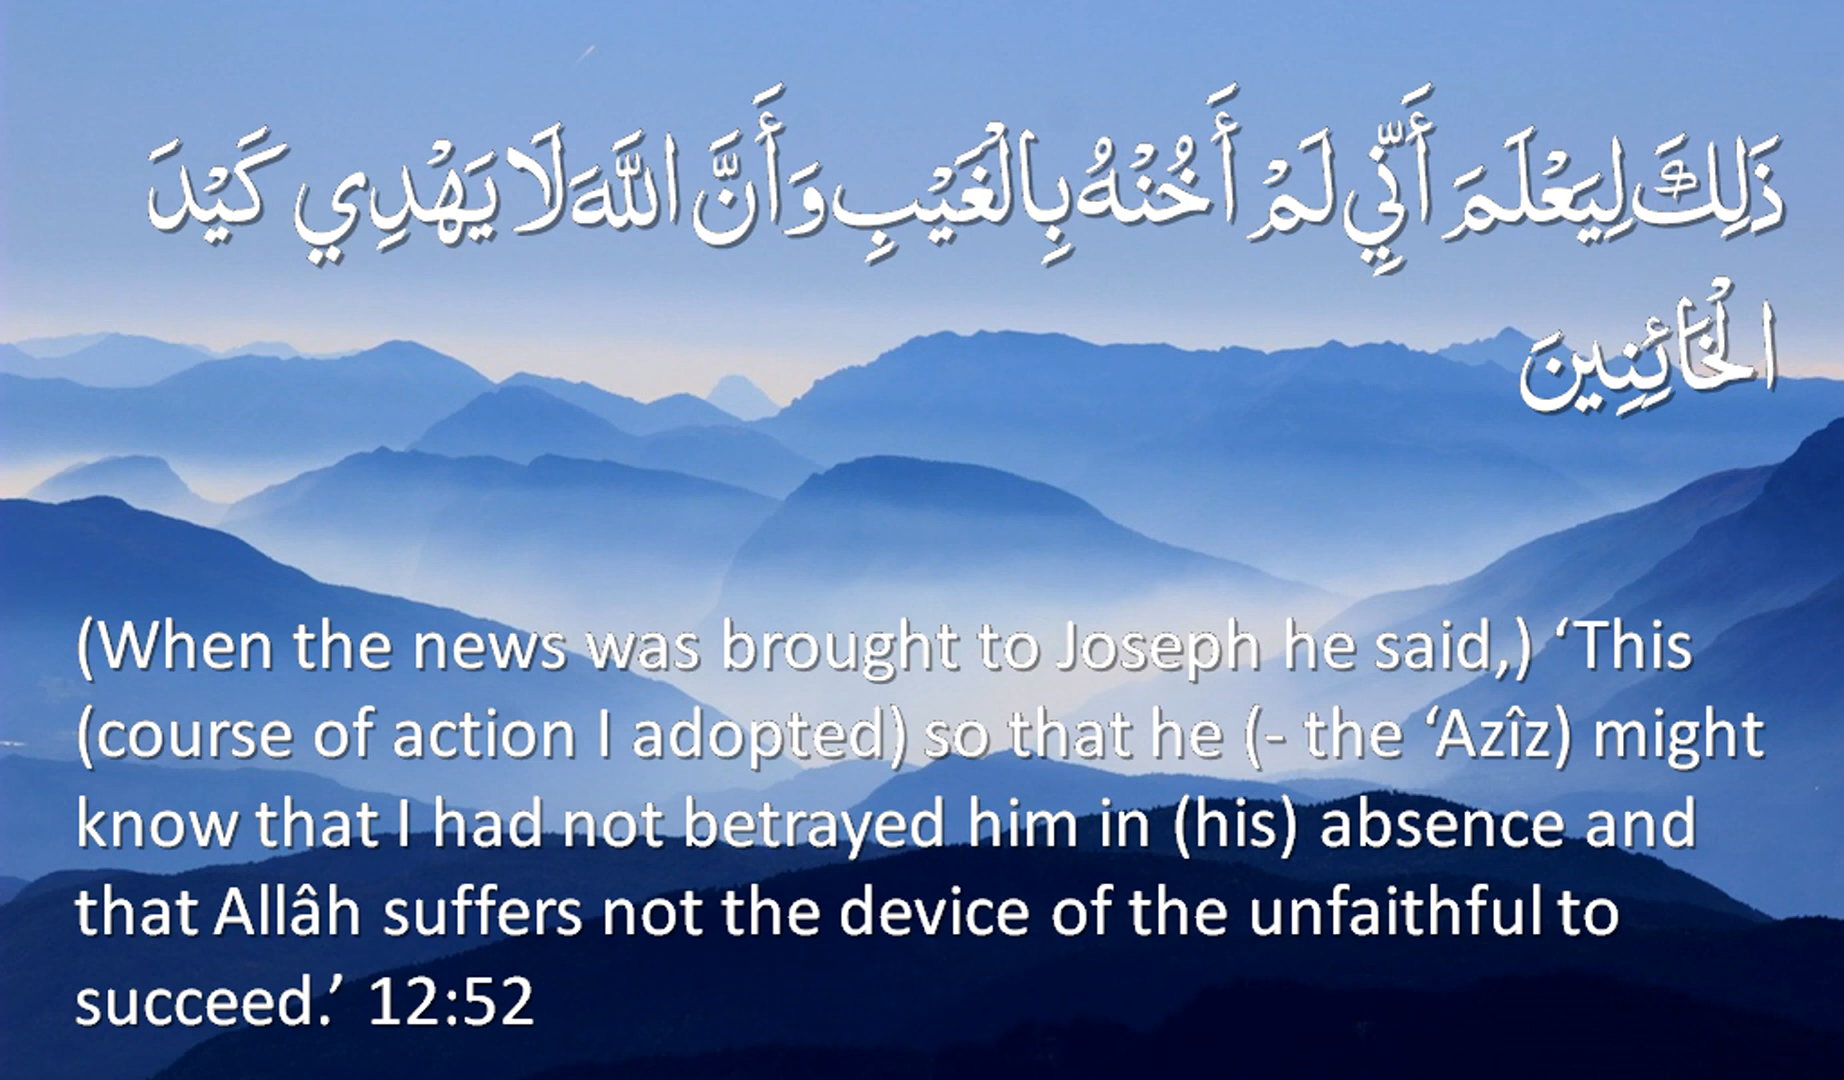 ذَلِكَ لِيَعْلَمَ أَنِّي لَمْ أَخُنْهُ بِالْغَيْبِ وَأَنَّ اللَّهَ لَا يَهْدِي كَيْدَ
الْخَائِنِينَ
(When the news was brought to Joseph he said,) ‘This
(course of action I adopted) so that he (- the ‘Azîz) might
know that I had not betrayed him in (his) absence and
that Allâh suffers not the device of the unfaithful to
succeed.’ 12:52